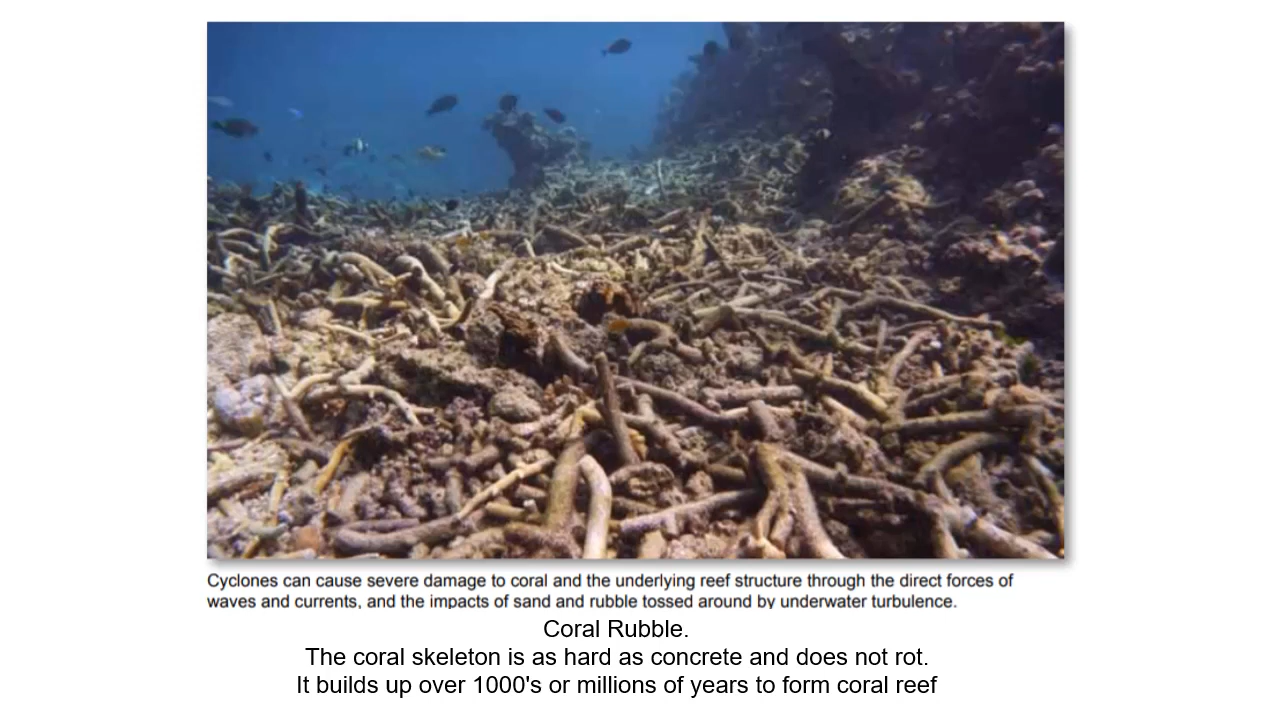 Cyclones can cause severe damage to coral and the underlying reef structure through the direct forces of
waves and currents, and the impacts of sand and rubble tossed around by underwater turbulence.
Coral Rubble.
The coral skeleton is as hard as concrete and does not rot.
It builds up over 1000's or millions of years to form coral reef